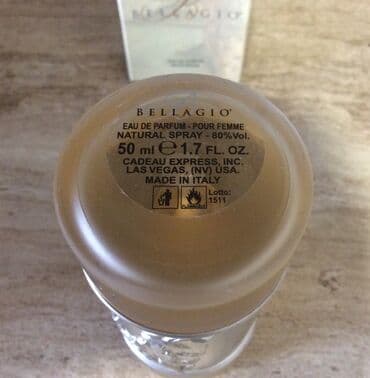 BELLAGIO
BELLAGIO®
EAU DE PARFUM - POUR FEMME
NATURAL SPRAY - 80%Vol.
50 ml ℮ 1.7 FL. OZ.
CADEAU EXPRESS, INC.
LAS VEGAS, (NV) USA.
MADE IN ITALY
Lotto:
1511